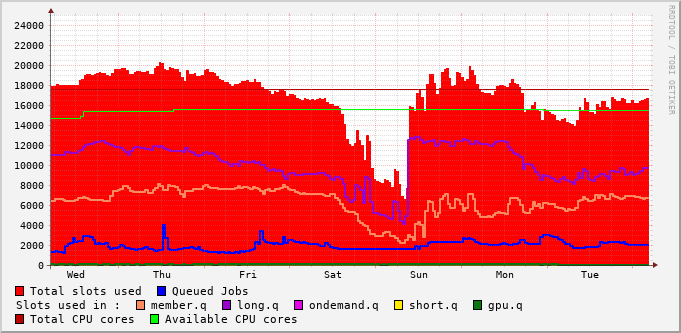 RRDTOOL / TOBI OETIKER
24000
22000
20000
18000
16000
14000
12000
10000
8000
6000
4000
2000
0
Wed Thu Fri Sat Sun Mon Tue
Total slots used Queued Jobs
Slots used in : member.q long.q ondemand.q short.q gpu.q
Total CPU cores Available CPU cores